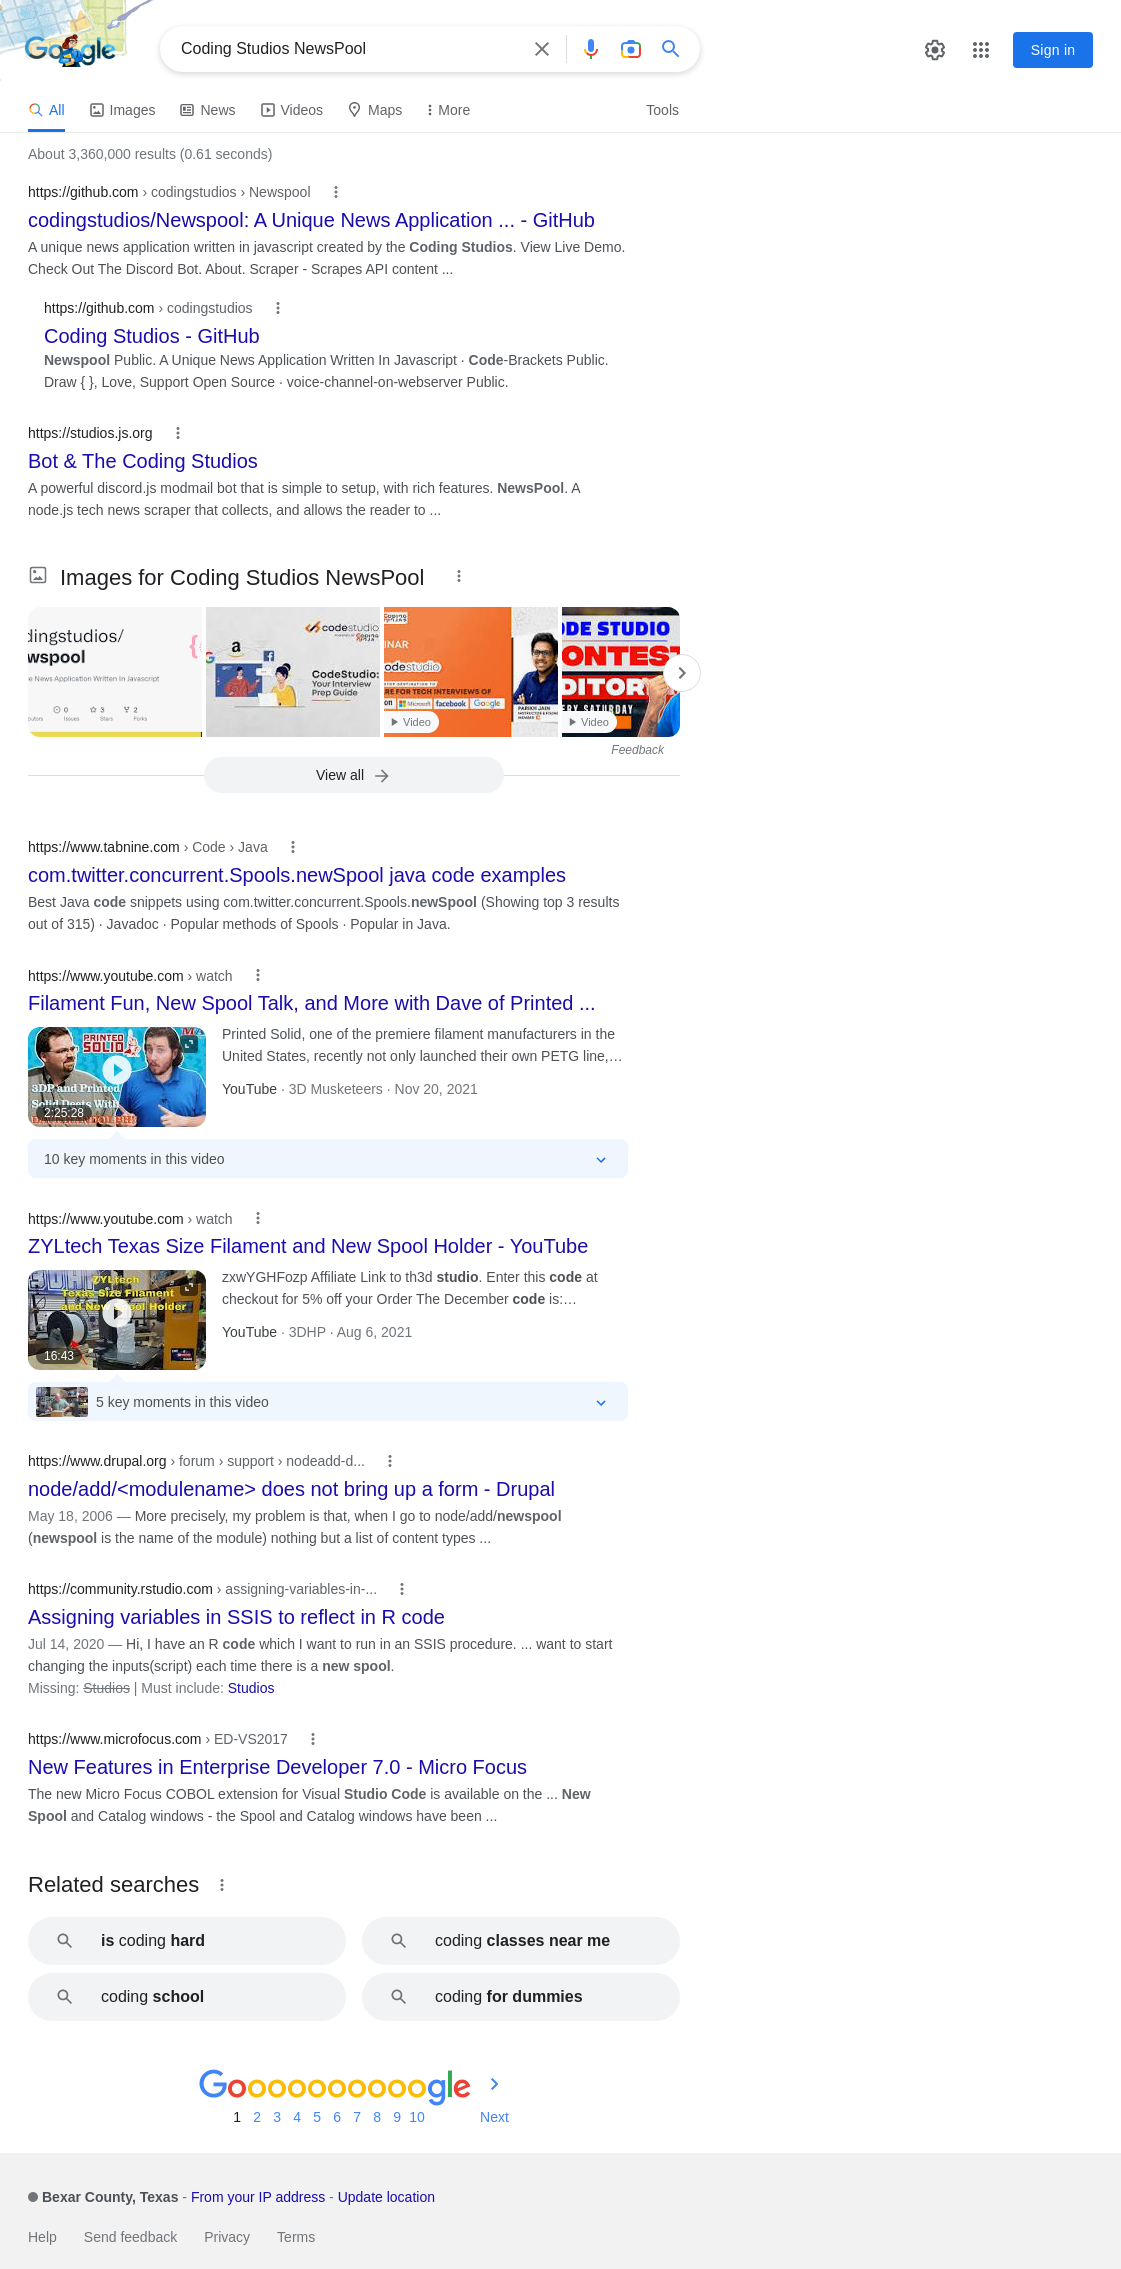 Google
Coding Studios NewsPool
Sign in
All
Images
News
Videos
Maps
More
Tools
About 3,360,000 results (0.61 seconds)
https://github.com › codingstudios › Newspool
codingstudios/Newspool: A Unique News Application ... - GitHub
A unique news application written in javascript created by the Coding Studios. View Live Demo.
Check Out The Discord Bot. About. Scraper - Scrapes API content ...
https://github.com › codingstudios
Coding Studios - GitHub
Newspool Public. A Unique News Application Written In Javascript · Code-Brackets Public.
Draw { }, Love, Support Open Source · voice-channel-on-webserver Public.
https://studios.js.org
Bot & The Coding Studios
A powerful discord.js modmail bot that is simple to setup, with rich features. NewsPool. A
node.js tech news scraper that collects, and allows the reader to ...
Images for Coding Studios NewsPool
dingstudios/
wspool
e News Application Written In Javascript
0
3
2
utors
Issues
Stars
Forks
codestudio
a
CodeStudio:
Your Interview
Prep Guide
INAR
codestudio
RE FOR TECH INTERVIEWS OF
on
Microsoft
facebook
Google
PARIKH JAIN
Video
ODE STUDIO
CONTEST
DITOR
RY SATURDAY
Video
Feedback
View all
https://www.tabnine.com › Code › Java
com.twitter.concurrent.Spools.newSpool java code examples
Best Java code snippets using com.twitter.concurrent.Spools.newSpool (Showing top 3 results
out of 315) · Javadoc · Popular methods of Spools · Popular in Java.
https://www.youtube.com › watch
Filament Fun, New Spool Talk, and More with Dave of Printed ...
PRINTED
SOLID
3DP and Printed
Solid Deets With
2:25:28
Printed Solid, one of the premiere filament manufacturers in the
United States, recently not only launched their own PETG line,…
YouTube · 3D Musketeers · Nov 20, 2021
10 key moments in this video
https://www.youtube.com › watch
ZYLtech Texas Size Filament and New Spool Holder - YouTube
3DHP
ZYLtech
Texas Size Filament
and New Spool Holder
16:43
zxwYGHFozp Affiliate Link to th3d studio. Enter this code at
checkout for 5% off your Order The December code is:…
YouTube · 3DHP · Aug 6, 2021
5 key moments in this video
https://www.drupal.org › forum › support › nodeadd-d...
node/add/<modulename> does not bring up a form - Drupal
May 18, 2006 — More precisely, my problem is that, when I go to node/add/newspool
(newspool is the name of the module) nothing but a list of content types ...
https://community.rstudio.com › assigning-variables-in-...
Assigning variables in SSIS to reflect in R code
Jul 14, 2020 — Hi, I have an R code which I want to run in an SSIS procedure. ... want to start
changing the inputs(script) each time there is a new spool.
Missing: Studios | Must include: Studios
https://www.microfocus.com › ED-VS2017
New Features in Enterprise Developer 7.0 - Micro Focus
The new Micro Focus COBOL extension for Visual Studio Code is available on the ... New
Spool and Catalog windows - the Spool and Catalog windows have been ...
Related searches
is coding hard
coding classes near me
coding school
coding for dummies
Goooooooooogle
1 2 3 4 5 6 7 8 9 10 Next
Bexar County, Texas - From your IP address - Update location
Help Send feedback Privacy Terms